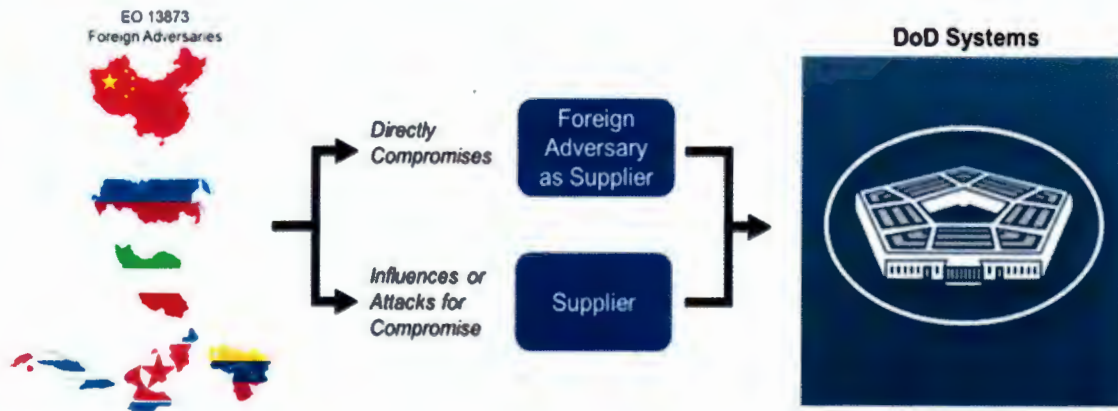 EO 13873
Foreign Adversaries
DoD Systems
Directly
Compromises
Foreign
Adversary
as Supplier
Influences or
Attacks for
Compromise
Supplier